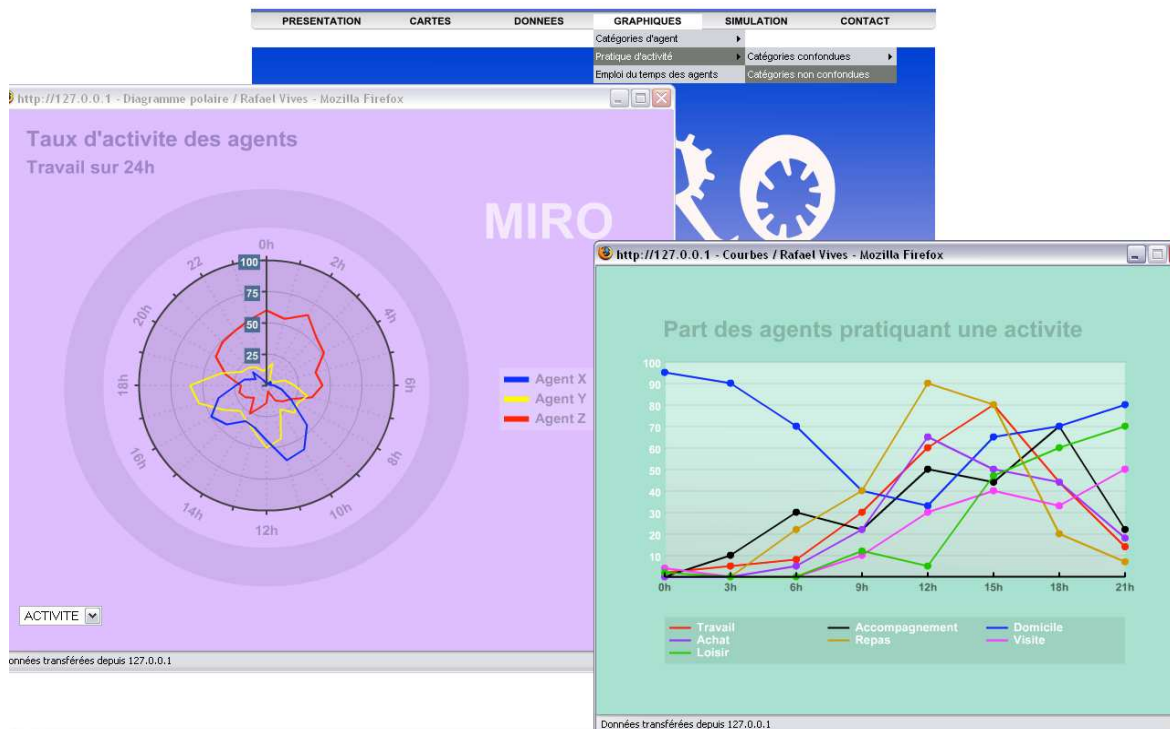 PRESENTATION CARTES DONNEES GRAPHIQUES SIMULATION CONTACT
Catégories d'agent
Pratique d'activité Catégories confondues
Emploi du temps des agents Catégories non confondues
http://127.0.0.1 - Diagramme polaire / Rafael Vives - Mozilla Firefox
Taux d'activite des agents
Travail sur 24h
MIRO
RO
0h
2h
4h
6h
8h
10h
12h
14h
16h
18h
20h
22
100
75
50
25
Agent X
Agent Y
Agent Z
ACTIVITE
onnées transférées depuis 127.0.0.1
http://127.0.0.1 - Courbes / Rafael Vives - Mozilla Firefox
Part des agents pratiquant une activite
100
90
80
70
60
50
40
30
20
10
0h 3h 6h 9h 12h 15h 18h 21h
Travail Accompagnement Domicile
Achat Repas Visite
Loisir
Données transférées depuis 127.0.0.1